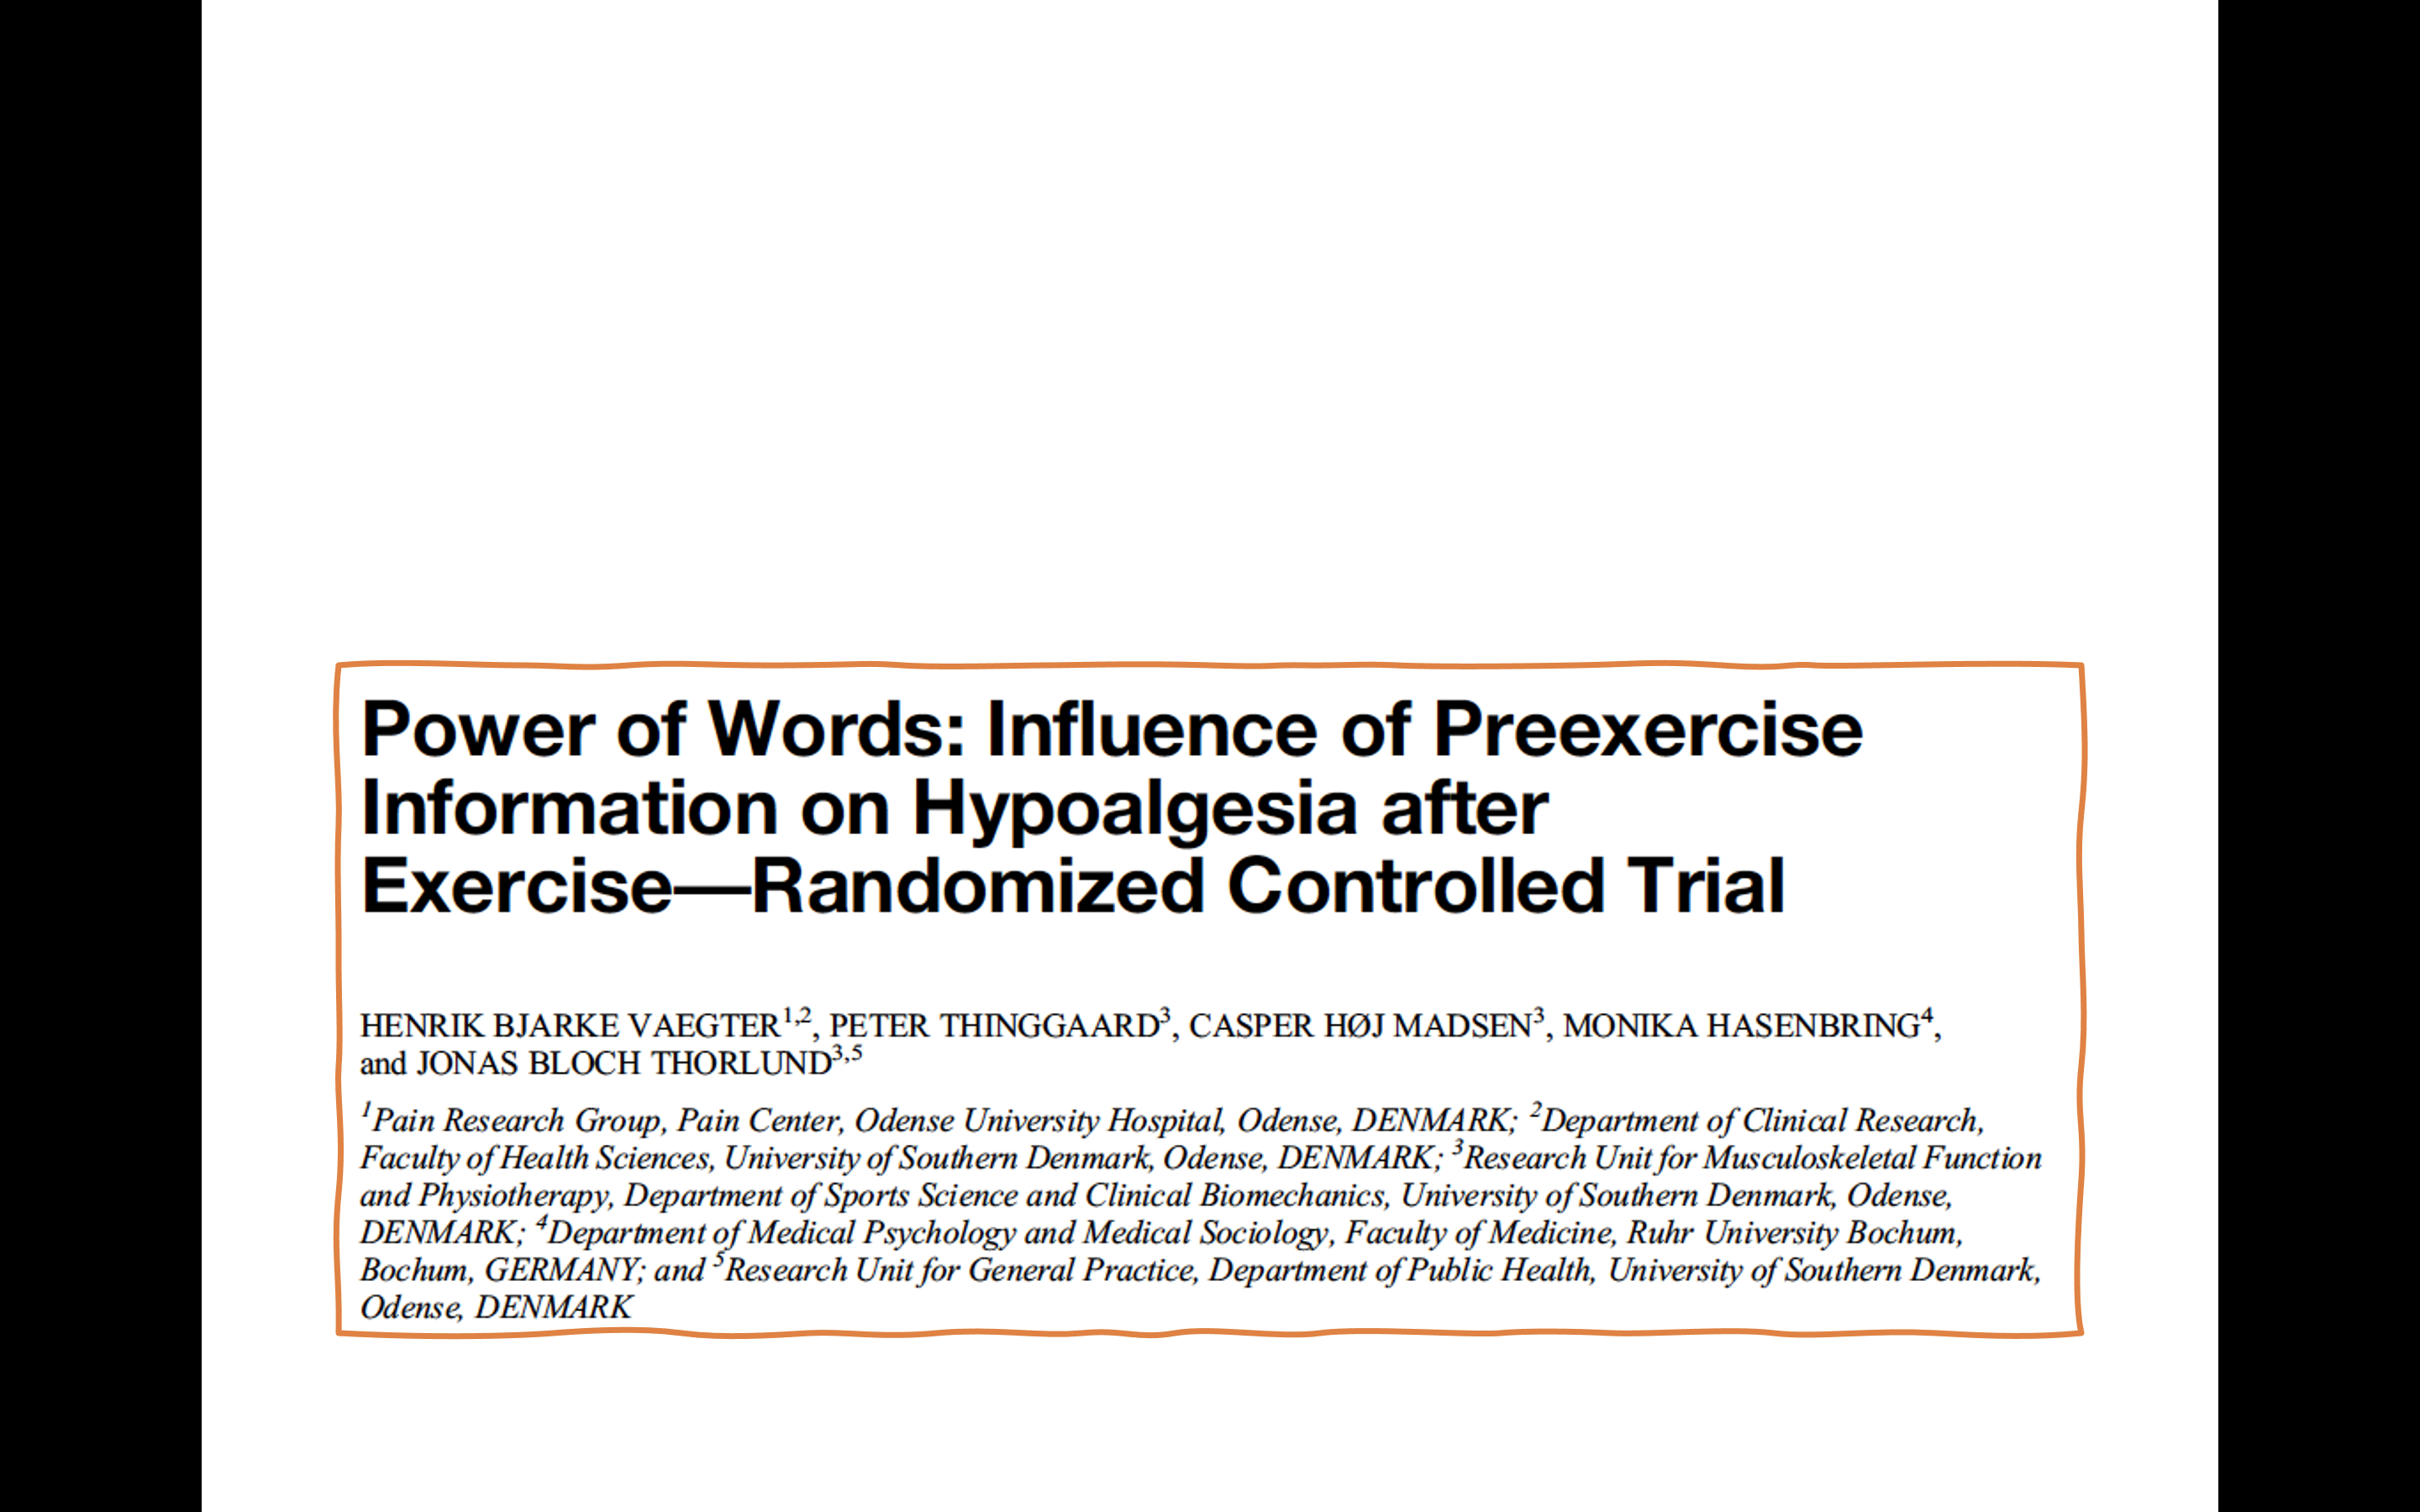 Power of Words: Influence of Preexercise
Information on Hypoalgesia after
Exercise—Randomized Controlled Trial
HENRIK BJARKE VAEGTER1,2, PETER THINGGAARD3, CASPER HØJ MADSEN3, MONIKA HASENBRING4,
and JONAS BLOCH THORLUND3,5
1Pain Research Group, Pain Center, Odense University Hospital, Odense, DENMARK; 2Department of Clinical Research,
Faculty of Health Sciences, University of Southern Denmark, Odense, DENMARK; 3Research Unit for Musculoskeletal Function
and Physiotherapy, Department of Sports Science and Clinical Biomechanics, University of Southern Denmark, Odense,
DENMARK; 4Department of Medical Psychology and Medical Sociology, Faculty of Medicine, Ruhr University Bochum,
Bochum, GERMANY; and 5Research Unit for General Practice, Department of Public Health, University of Southern Denmark,
Odense, DENMARK